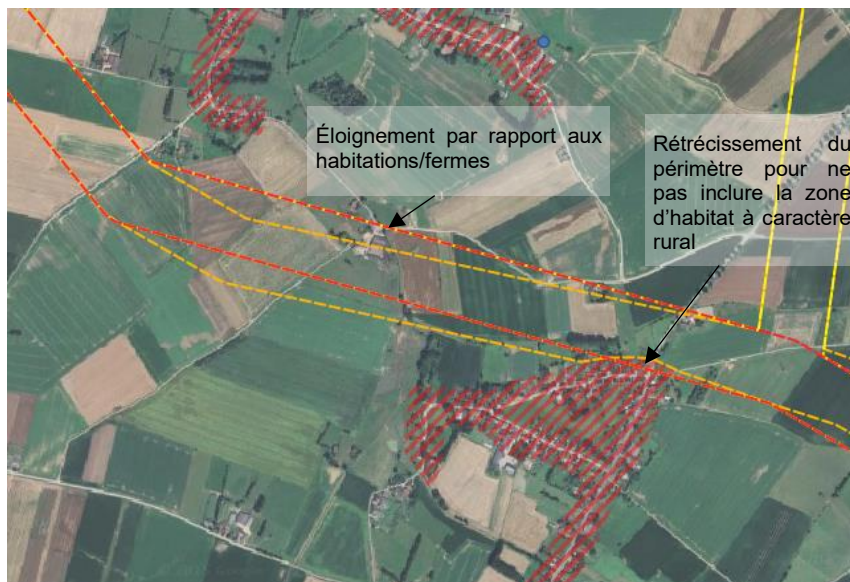 Éloignement par rapport aux
habitations/fermes
Rétrécissement du
périmètre pour ne
pas inclure la zone
d'habitat à caractère
rural